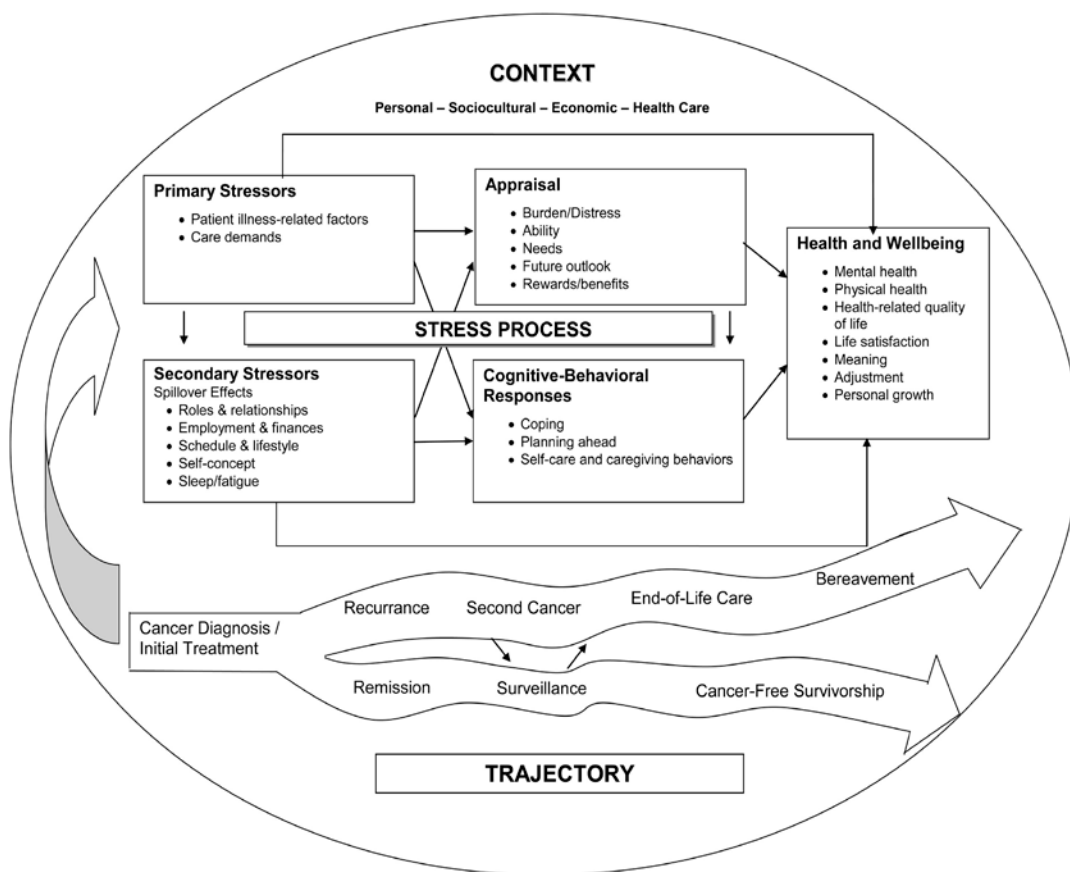 CONTEXT
Personal – Sociocultural – Economic – Health Care
Primary Stressors
• Patient illness-related factors
• Care demands
Appraisal
• Burden/Distress
• Ability
• Needs
• Future outlook
• Rewards/benefits
Health and Wellbeing
• Mental health
• Physical health
• Health-related quality
of life
• Life satisfaction
• Meaning
• Adjustment
• Personal growth
STRESS PROCESS
Secondary Stressors
Spillover Effects
• Roles & relationships
• Employment & finances
• Schedule & lifestyle
• Self-concept
• Sleep/fatigue
Cognitive-Behavioral
Responses
• Coping
• Planning ahead
• Self-care and caregiving behaviors
Cancer Diagnosis /
Initial Treatment
Recurrance
Second Cancer
End-of-Life Care
Bereavement
Remission
Surveillance
Cancer-Free Survivorship
TRAJECTORY